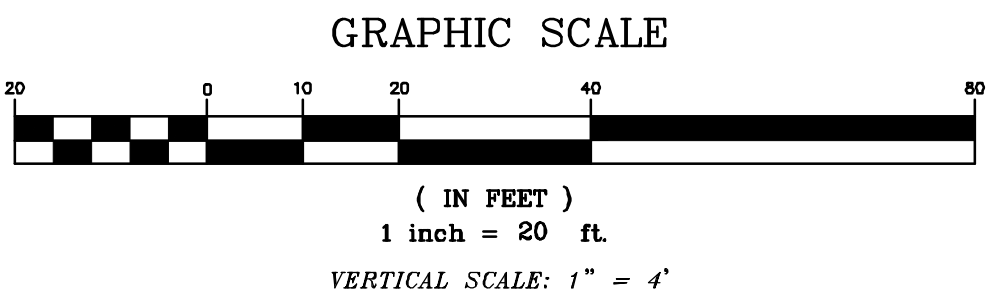 GRAPHIC SCALE
20 0 10 20 40 80
( IN FEET )
1 inch = 20 ft.
VERTICAL SCALE: 1" = 4'